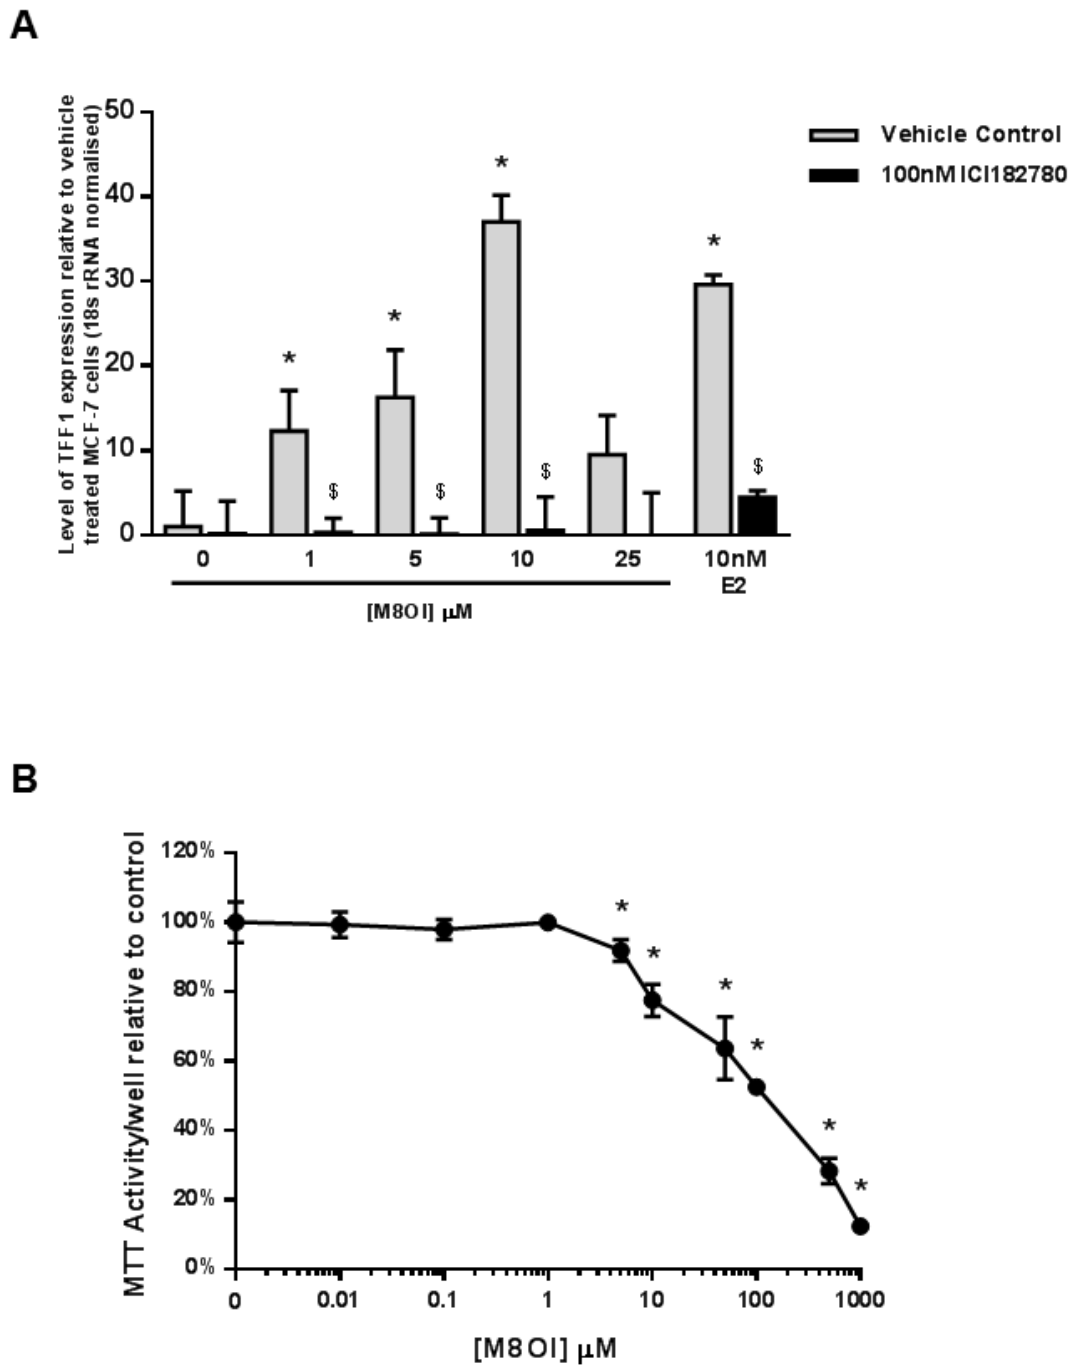 A
Level of TFF1 expression relative to vehicle
treated MCF-7 cells (18s rRNA normalised)
50
40
30
20
10
0
*
*
*
*
$
$
$
$
Vehicle Control
100nM ICI182780
0 1 5 10 25 10nM
E2
[M8OI] µM
B
MTT Activity/well relative to control
120%
100%
80%
60%
40%
20%
0%
*
*
*
*
*
*
0 0.01 0.1 1 10 100 1000
[M8OI] µM